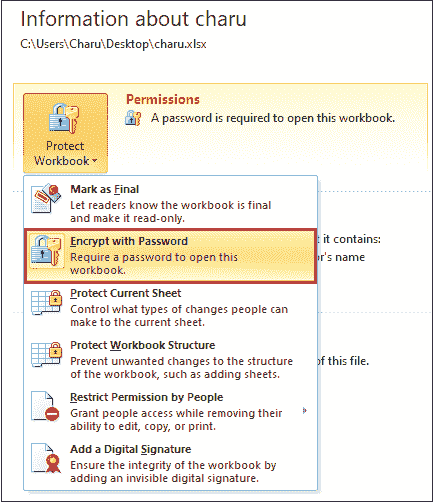 Information about charu
C:\Users\Charu\Desktop\charu.xlsx
Permissions
A password is required to open this workbook.
Protect
Workbook
Mark as Final
Let readers know the workbook is final
and make it read-only.
Encrypt with Password
Require a password to open this
workbook.
t it contains:
or's name
Protect Current Sheet
Control what types of changes people can
make to the current sheet.
Protect Workbook Structure
Prevent unwanted changes to the structure
of the workbook, such as adding sheets.
of this file.
Restrict Permission by People
Grant people access while removing their
ability to edit, copy, or print.
Add a Digital Signature
Ensure the integrity of the workbook by
adding an invisible digital signature.